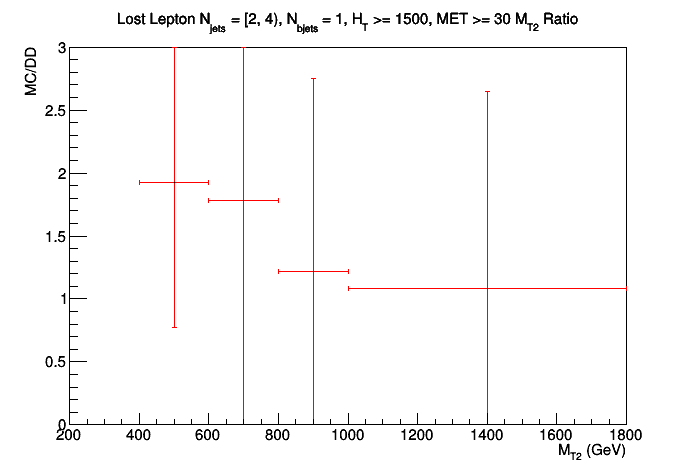 Lost Lepton N_jets = [2, 4), N_bjets = 1, H_T >= 1500, MET >= 30 M_T2 Ratio
MC/DD
3
2.5
2
1.5
1
0.5
0
200 400 600 800 1000 1200 1400 1600 1800
M_T2 (GeV)